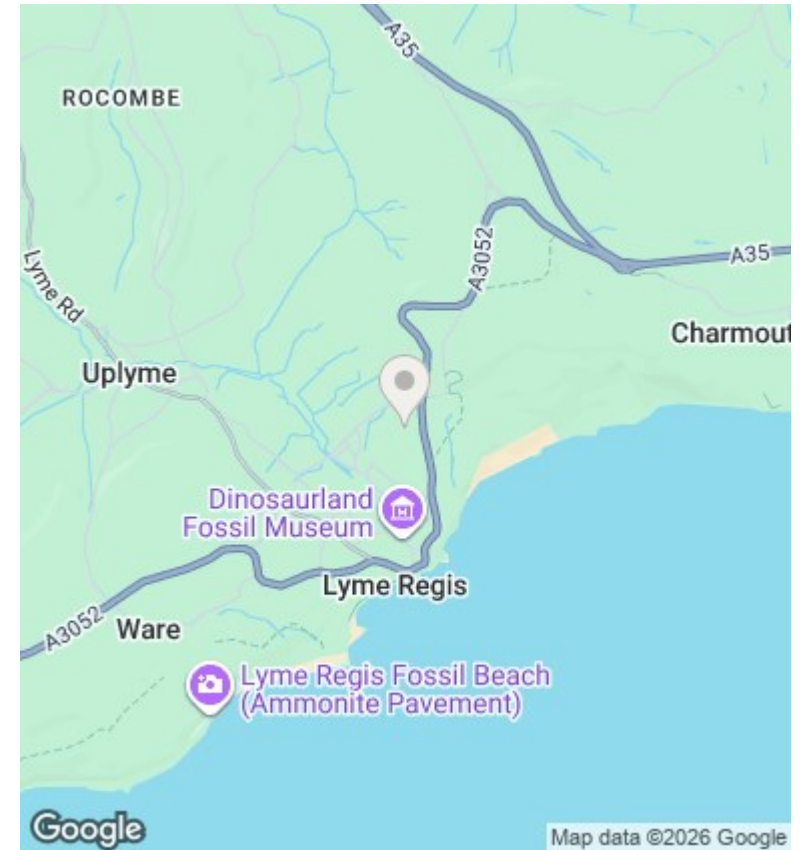 A35
ROCOMBE
A3052
A35
Lyme Rd
Charmout
Uplyme
Dinosaurland
Fossil Museum
Lyme Regis
A3052
Ware
Lyme Regis Fossil Beach
(Ammonite Pavement)
Google
Map data ©2026 Google